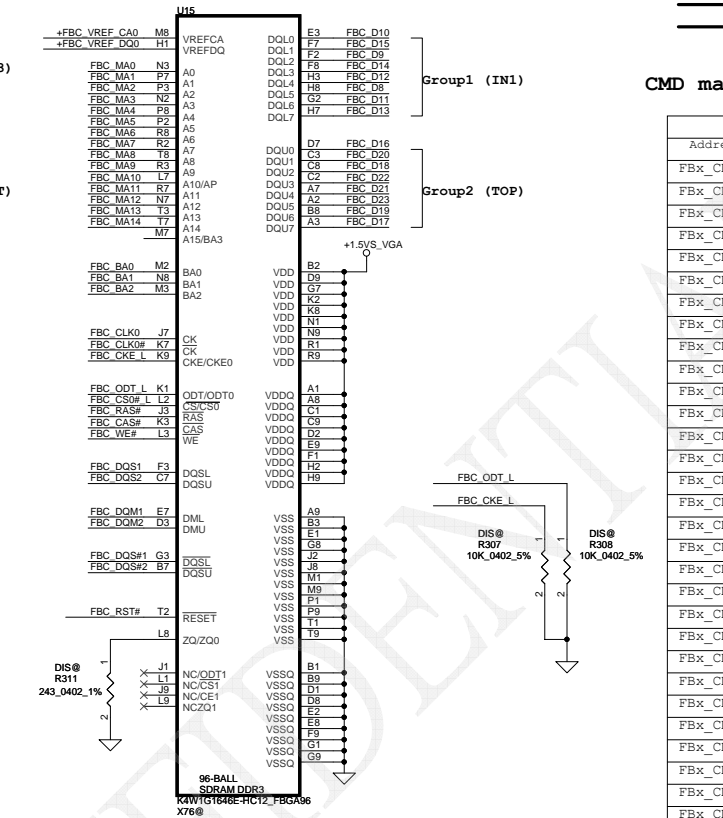 U15
+FBC_VREF_CA0 M8 VREFCA
+FBC_VREF_DQ0 H1 VREFDQ
FBC_MA0 N3 A0
FBC_MA1 P7 A1
FBC_MA2 P3 A2
FBC_MA3 N2 A3
FBC_MA4 P8 A4
FBC_MA5 P2 A5
FBC_MA6 R8 A6
FBC_MA7 R2 A7
FBC_MA8 T8 A8
FBC_MA9 R3 A9
FBC_MA10 L7 A10/AP
FBC_MA11 R7 A11
FBC_MA12 N7 A12
FBC_MA13 T3 A13
FBC_MA14 T7 A14
M7 A15/BA3
FBC_BA0 M2 BA0
FBC_BA1 N8 BA1
FBC_BA2 M3 BA2
FBC_CLK0 J7 CK
FBC_CLK0# K7 CK
FBC_CKE_L K9 CKE/CKE0
FBC_ODT_L K1 ODT/ODT0
FBC_CS0#_L L2 CS/CS0
FBC_RAS# J3 RAS
FBC_CAS# K3 CAS
FBC_WE# L3 WE
FBC_DQS1 F3 DQSL
FBC_DQS2 C7 DQSU
FBC_DQM1 E7 DML
FBC_DQM2 D3 DMU
FBC_DQS#1 G3 DQSL
FBC_DQS#2 B7 DQSU
FBC_RST# T2 RESET
L8 ZQ/ZQ0
J1 NC/ODT1
L1 NC/CS1
J9 NC/CE1
L9 NCZQ1
DIS@
R311
243_0402_1%
1
2
DQL0 E3 FBC_D10
DQL1 F7 FBC_D15
DQL2 F2 FBC_D9
DQL3 F8 FBC_D14
DQL4 H3 FBC_D12
DQL5 H8 FBC_D8
DQL6 G2 FBC_D11
DQL7 H7 FBC_D13
Group1 (IN1)
DQU0 D7 FBC_D16
DQU1 C3 FBC_D20
DQU2 C8 FBC_D18
DQU3 C2 FBC_D22
DQU4 A7 FBC_D21
DQU5 A2 FBC_D23
DQU6 B8 FBC_D19
DQU7 A3 FBC_D17
Group2 (TOP)
+1.5VS_VGA
VDD B2
VDD D9
VDD G7
VDD K2
VDD K8
VDD N1
VDD N9
VDD R1
VDD R9
VDDQ A1
VDDQ A8
VDDQ C1
VDDQ C9
VDDQ D2
VDDQ E9
VDDQ F1
VDDQ H2
VDDQ H9
VSS A9
VSS B3
VSS E1
VSS G8
VSS J2
VSS J8
VSS M1
VSS M9
VSS P1
VSS P9
VSS T1
VSS T9
VSSQ B1
VSSQ B9
VSSQ D1
VSSQ D8
VSSQ E2
VSSQ E8
VSSQ F9
VSSQ G1
VSSQ G9
96-BALL
SDRAM DDR3
K4W1G1646E-HC12_FBGA96
X76@
FBC_ODT_L
FBC_CKE_L
DIS@
R307
10K_0402_5%
1
2
DIS@
R308
10K_0402_5%
1
2
CMD ma